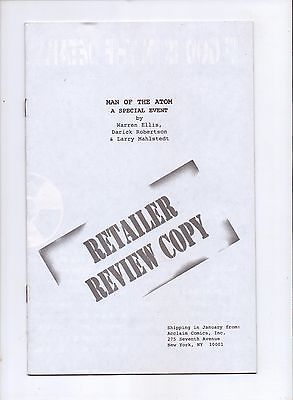 MAN OF THE ATOM
A SPECIAL EVENT
by
Warren Ellis,
Darick Robertson
& Larry Mahlstedt
RETAILER
REVIEW COPY
Shipping in January from:
Acclaim Comics, Inc.
275 Seventh Avenue
New York, NY 10001